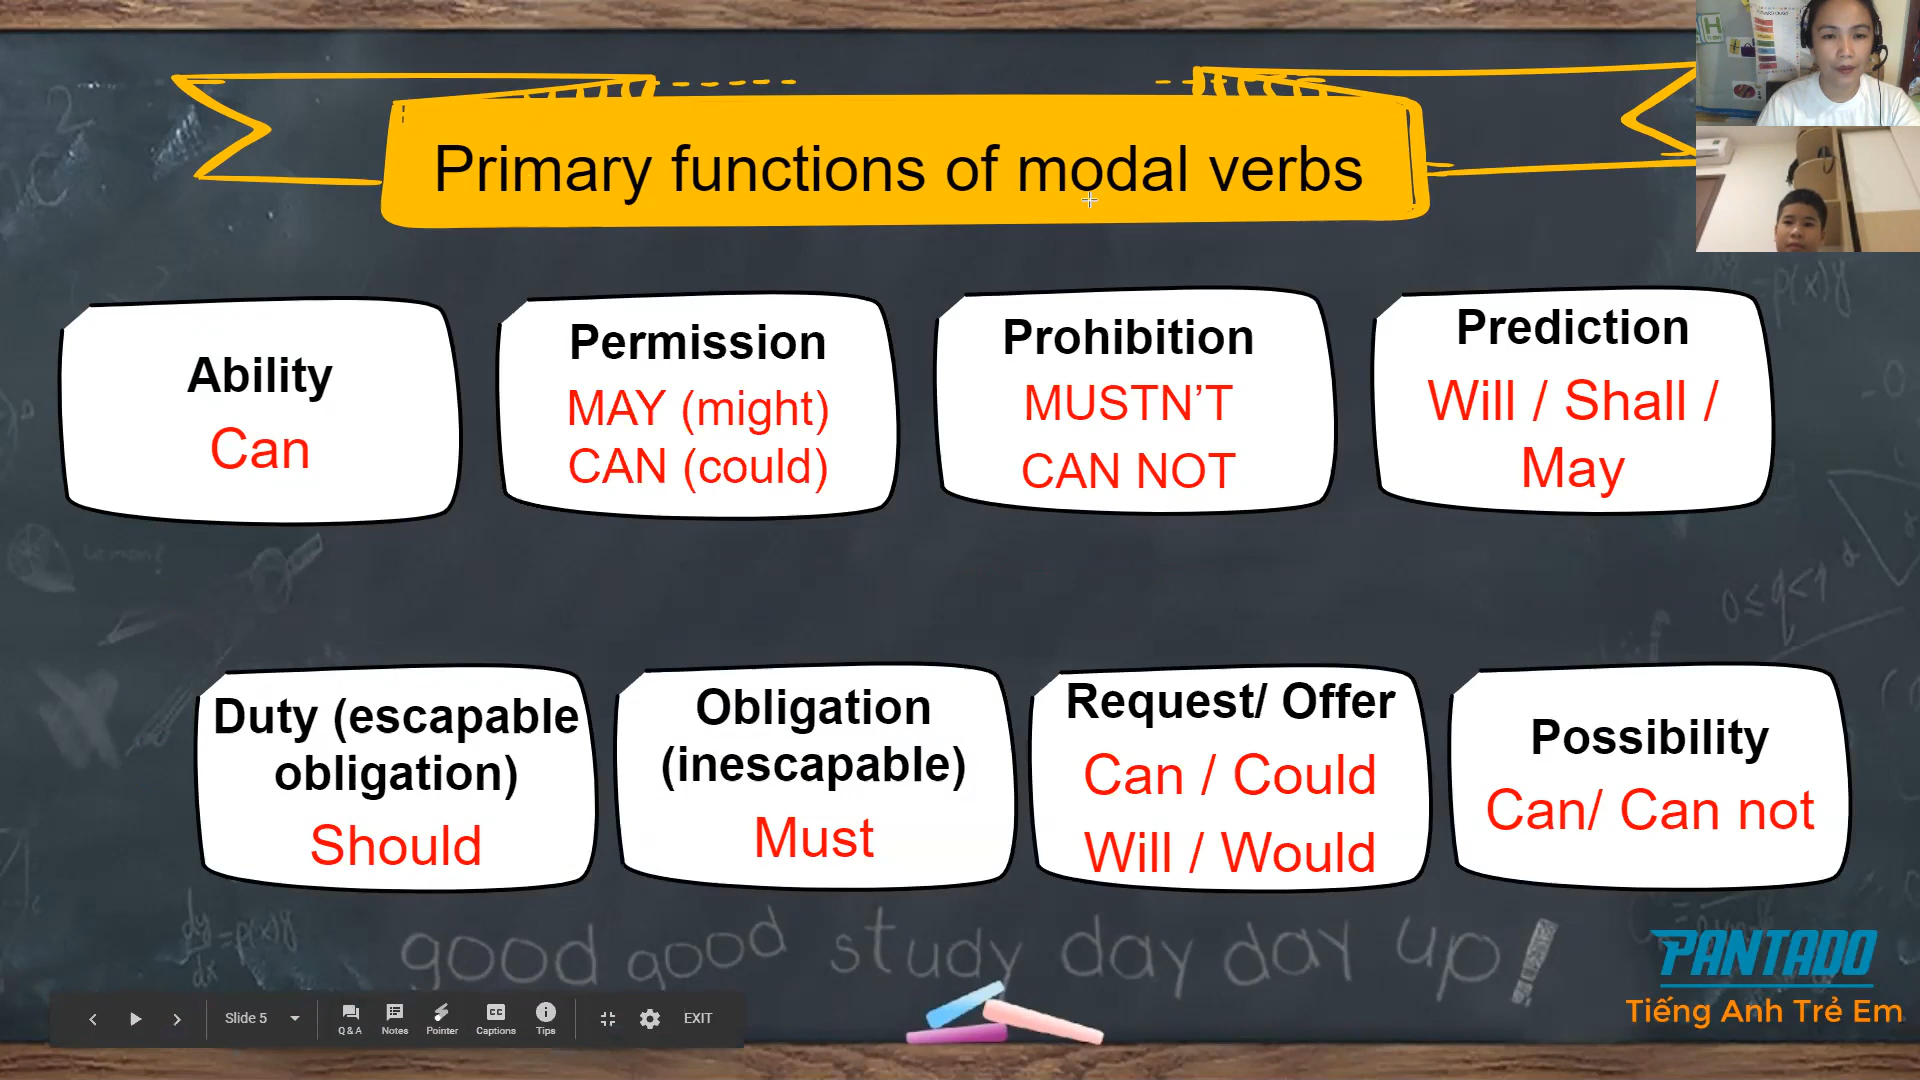 Primary functions of modal verbs
Ability
Can
Permission
MAY (might)
CAN (could)
Prohibition
MUSTN’T
CAN NOT
Prediction
Will / Shall /
May
Duty (escapable
obligation)
Should
Obligation
(inescapable)
Must
Request/ Offer
Can / Could
Will / Would
Possibility
Can/ Can not
good good study day day up!
PANTADO
Tiếng Anh Trẻ Em
Slide 5
Q & A
Notes
Pointer
Captions
Tips
EXIT